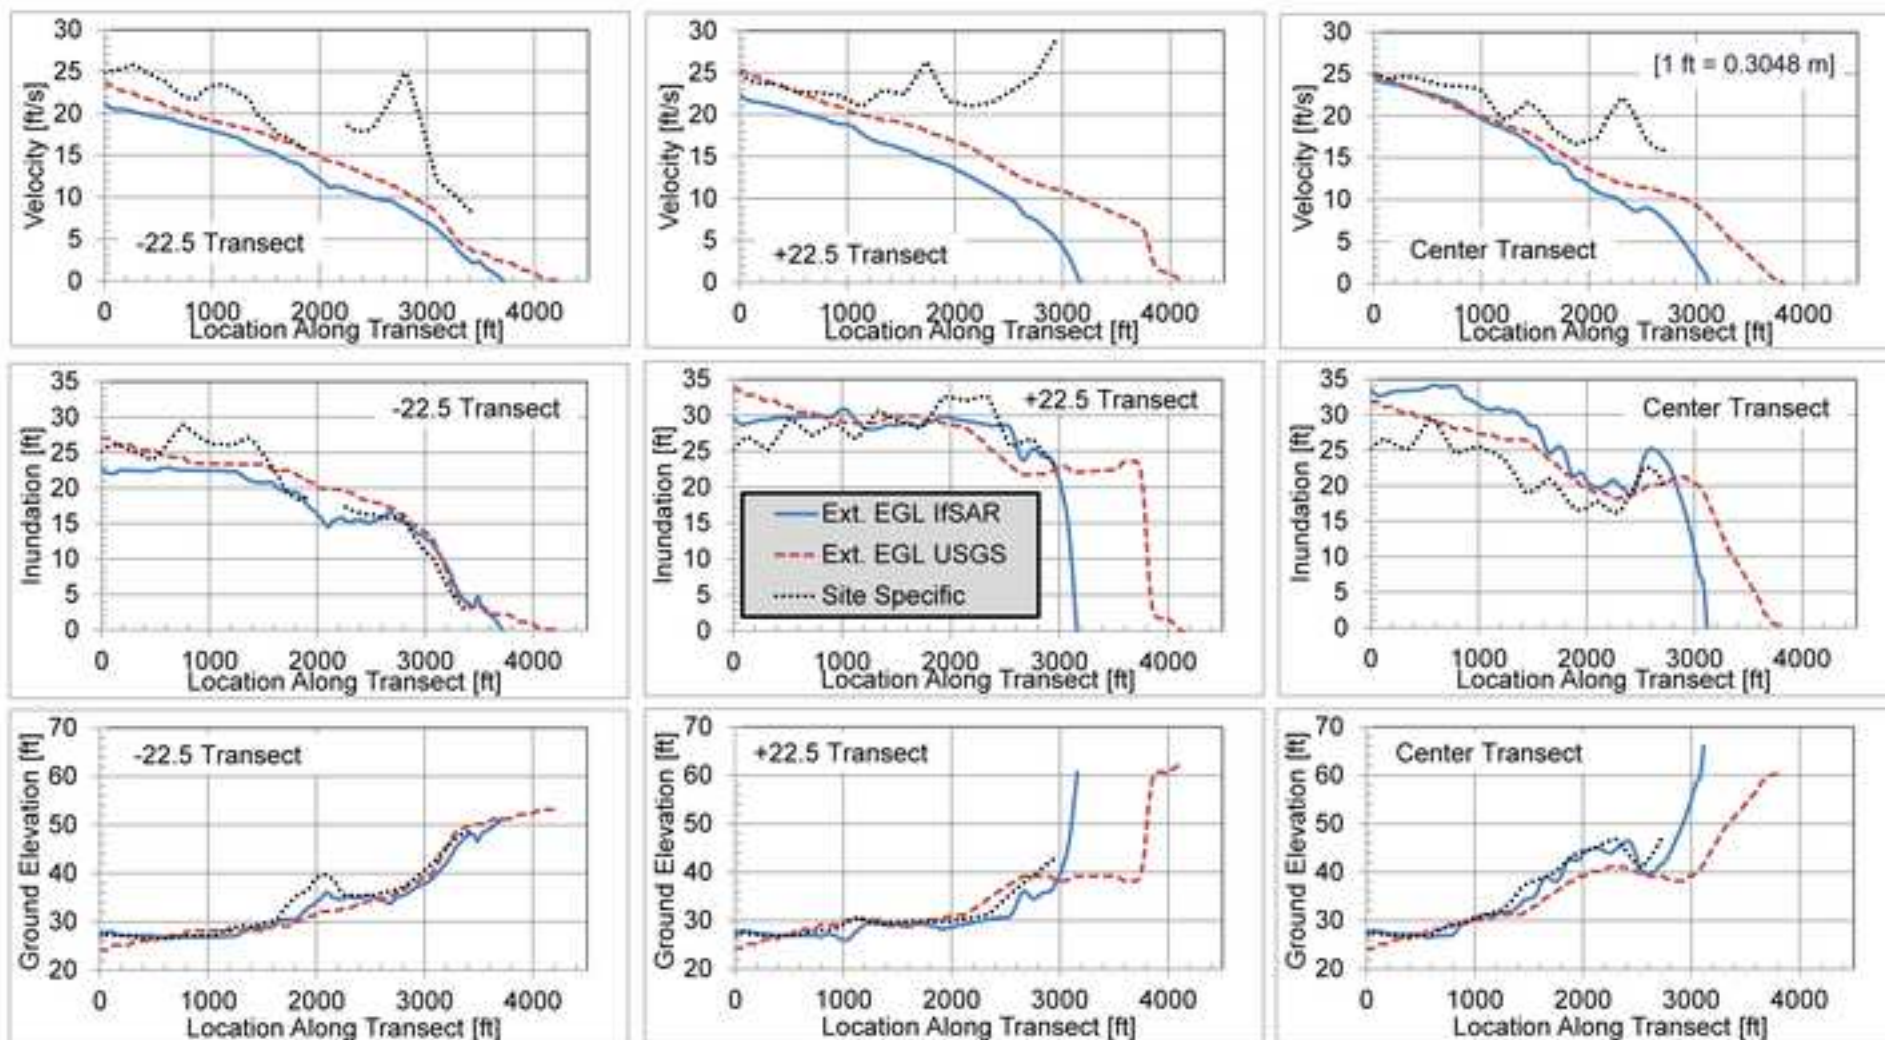 30
25
20
15
10
5
0
Velocity [ft/s]
-22.5 Transect
0 1000 2000 3000 4000
Location Along Transect [ft]
30
25
20
15
10
5
0
Velocity [ft/s]
+22.5 Transect
0 1000 2000 3000 4000
Location Along Transect [ft]
30
25
20
15
10
5
0
Velocity [ft/s]
[1 ft = 0.3048 m]
Center Transect
0 1000 2000 3000 4000
Location Along Transect [ft]
35
30
25
20
15
10
5
0
Inundation [ft]
-22.5 Transect
0 1000 2000 3000 4000
Location Along Transect [ft]
35
30
25
20
15
10
5
0
Inundation [ft]
+22.5 Transect
Ext. EGL IfSAR
Ext. EGL USGS
Site Specific
0 1000 2000 3000 4000
Location Along Transect [ft]
35
30
25
20
15
10
5
0
Inundation [ft]
Center Transect
0 1000 2000 3000 4000
Location Along Transect [ft]
70
60
50
40
30
20
Ground Elevation [ft]
-22.5 Transect
0 1000 2000 3000 4000
Location Along Transect [ft]
70
60
50
40
30
20
Ground Elevation [ft]
+22.5 Transect
0 1000 2000 3000 4000
Location Along Transect [ft]
70
60
50
40
30
20
Ground Elevation [ft]
Center Transect
0 1000 2000 3000 4000
Location Along Transect [ft]